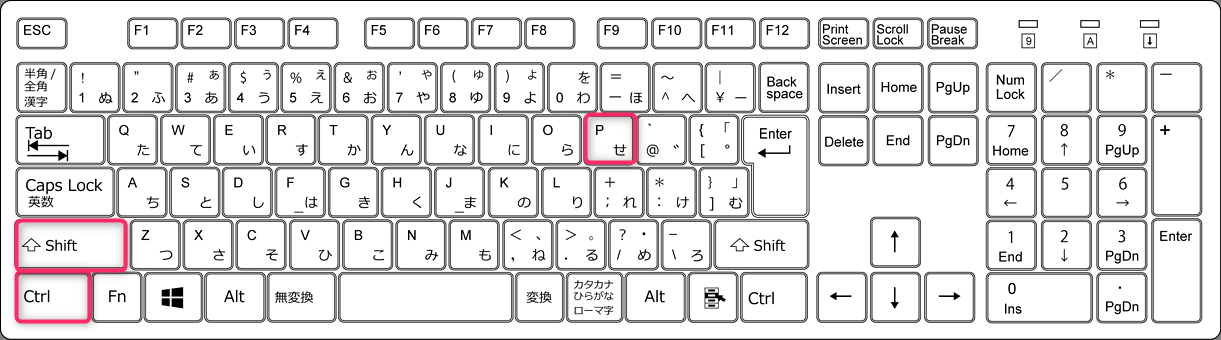 ESC F1 F2 F3 F4 F5 F6 F7 F8 F9 F10 F11 F12 Print Screen Scroll Lock Pause Break 9 A ⬇
半角/全角 漢字 ! 1 ぬ " 2 ふ # ぁ 3 あ $ ぅ 4 う % ぇ 5 え & ぉ 6 お ' ゃ 7 や ( ゅ 8 ゆ ) ょ 9 よ を 0 わ = － ほ ～ ^ へ | ￥ ー Back space Insert Home PgUp Num Lock ／ * －
Tab Q た W て E い R す T か Y ん U な I に O ら P せ ` @ ゛ { 「 [ ゜ Enter Delete End PgDn 7 Home 8 ↑ 9 PgUp +
Caps Lock 英数 A ち S と D し F _ は G き H く J _ ま K の L り + ; れ * : け } 」 ] む 4 ← 5 6 →
Shift Z つ X さ C そ V ひ B こ N み M も < 、 , ね > 。 . る ? ・ / め _ \ ろ Shift ↑ 1 End 2 ↓ 3 PgDn Enter
Ctrl Fn Alt 無変換 変換 カタカナ ひらがな ローマ字 Alt Ctrl ← ↓ → 0 Ins . PgDn